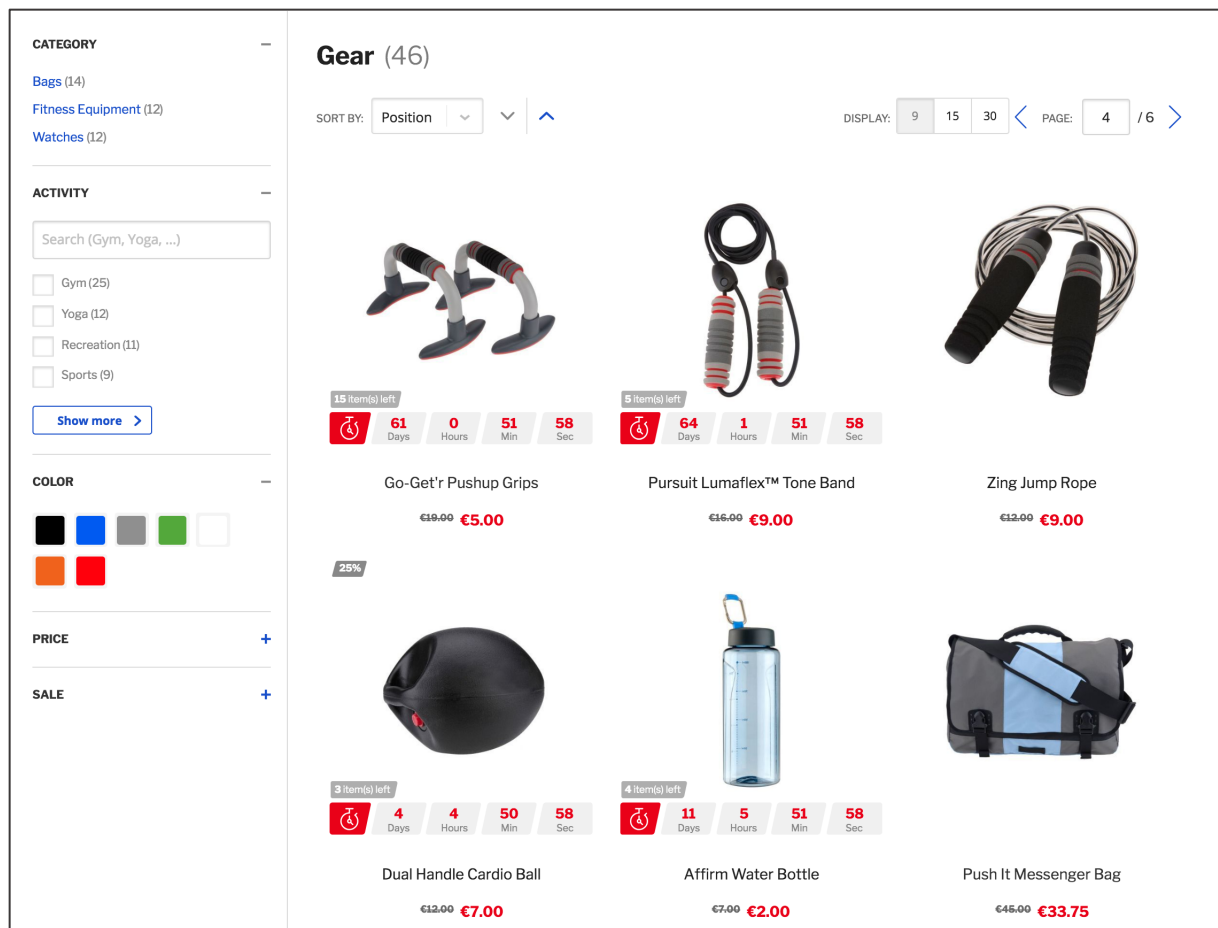 CATEGORY
Bags (14)
Fitness Equipment (12)
Watches (12)
ACTIVITY
Search (Gym, Yoga, ...)
Gym (25)
Yoga (12)
Recreation (11)
Sports (9)
Show more
COLOR
PRICE
SALE
Gear (46)
SORT BY: Position
DISPLAY: 9 15 30 PAGE: 4 / 6
15 item(s) left
61 0 51 58
Days Hours Min Sec
Go-Get'r Pushup Grips
€19.00 €5.00
5 item(s) left
64 1 51 58
Days Hours Min Sec
Pursuit Lumaflex™ Tone Band
€16.00 €9.00
Zing Jump Rope
€12.00 €9.00
25%
3 item(s) left
4 4 50 58
Days Hours Min Sec
Dual Handle Cardio Ball
€12.00 €7.00
4 item(s) left
11 5 51 58
Days Hours Min Sec
Affirm Water Bottle
€7.00 €2.00
Push It Messenger Bag
€45.00 €33.75